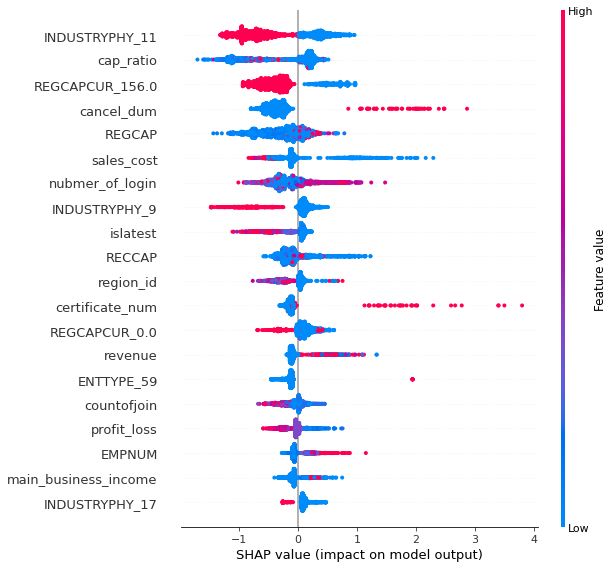 High
INDUSTRYPHY_11
cap_ratio
REGCAPCUR_156.0
cancel_dum
REGCAP
sales_cost
nubmer_of_login
INDUSTRYPHY_9
islatest
RECCAP
region_id
certificate_num
REGCAPCUR_0.0
revenue
ENTTYPE_59
countofjoin
profit_loss
EMPNUM
main_business_income
INDUSTRYPHY_17
Feature value
Low
−1 0 1 2 3 4
SHAP value (impact on model output)